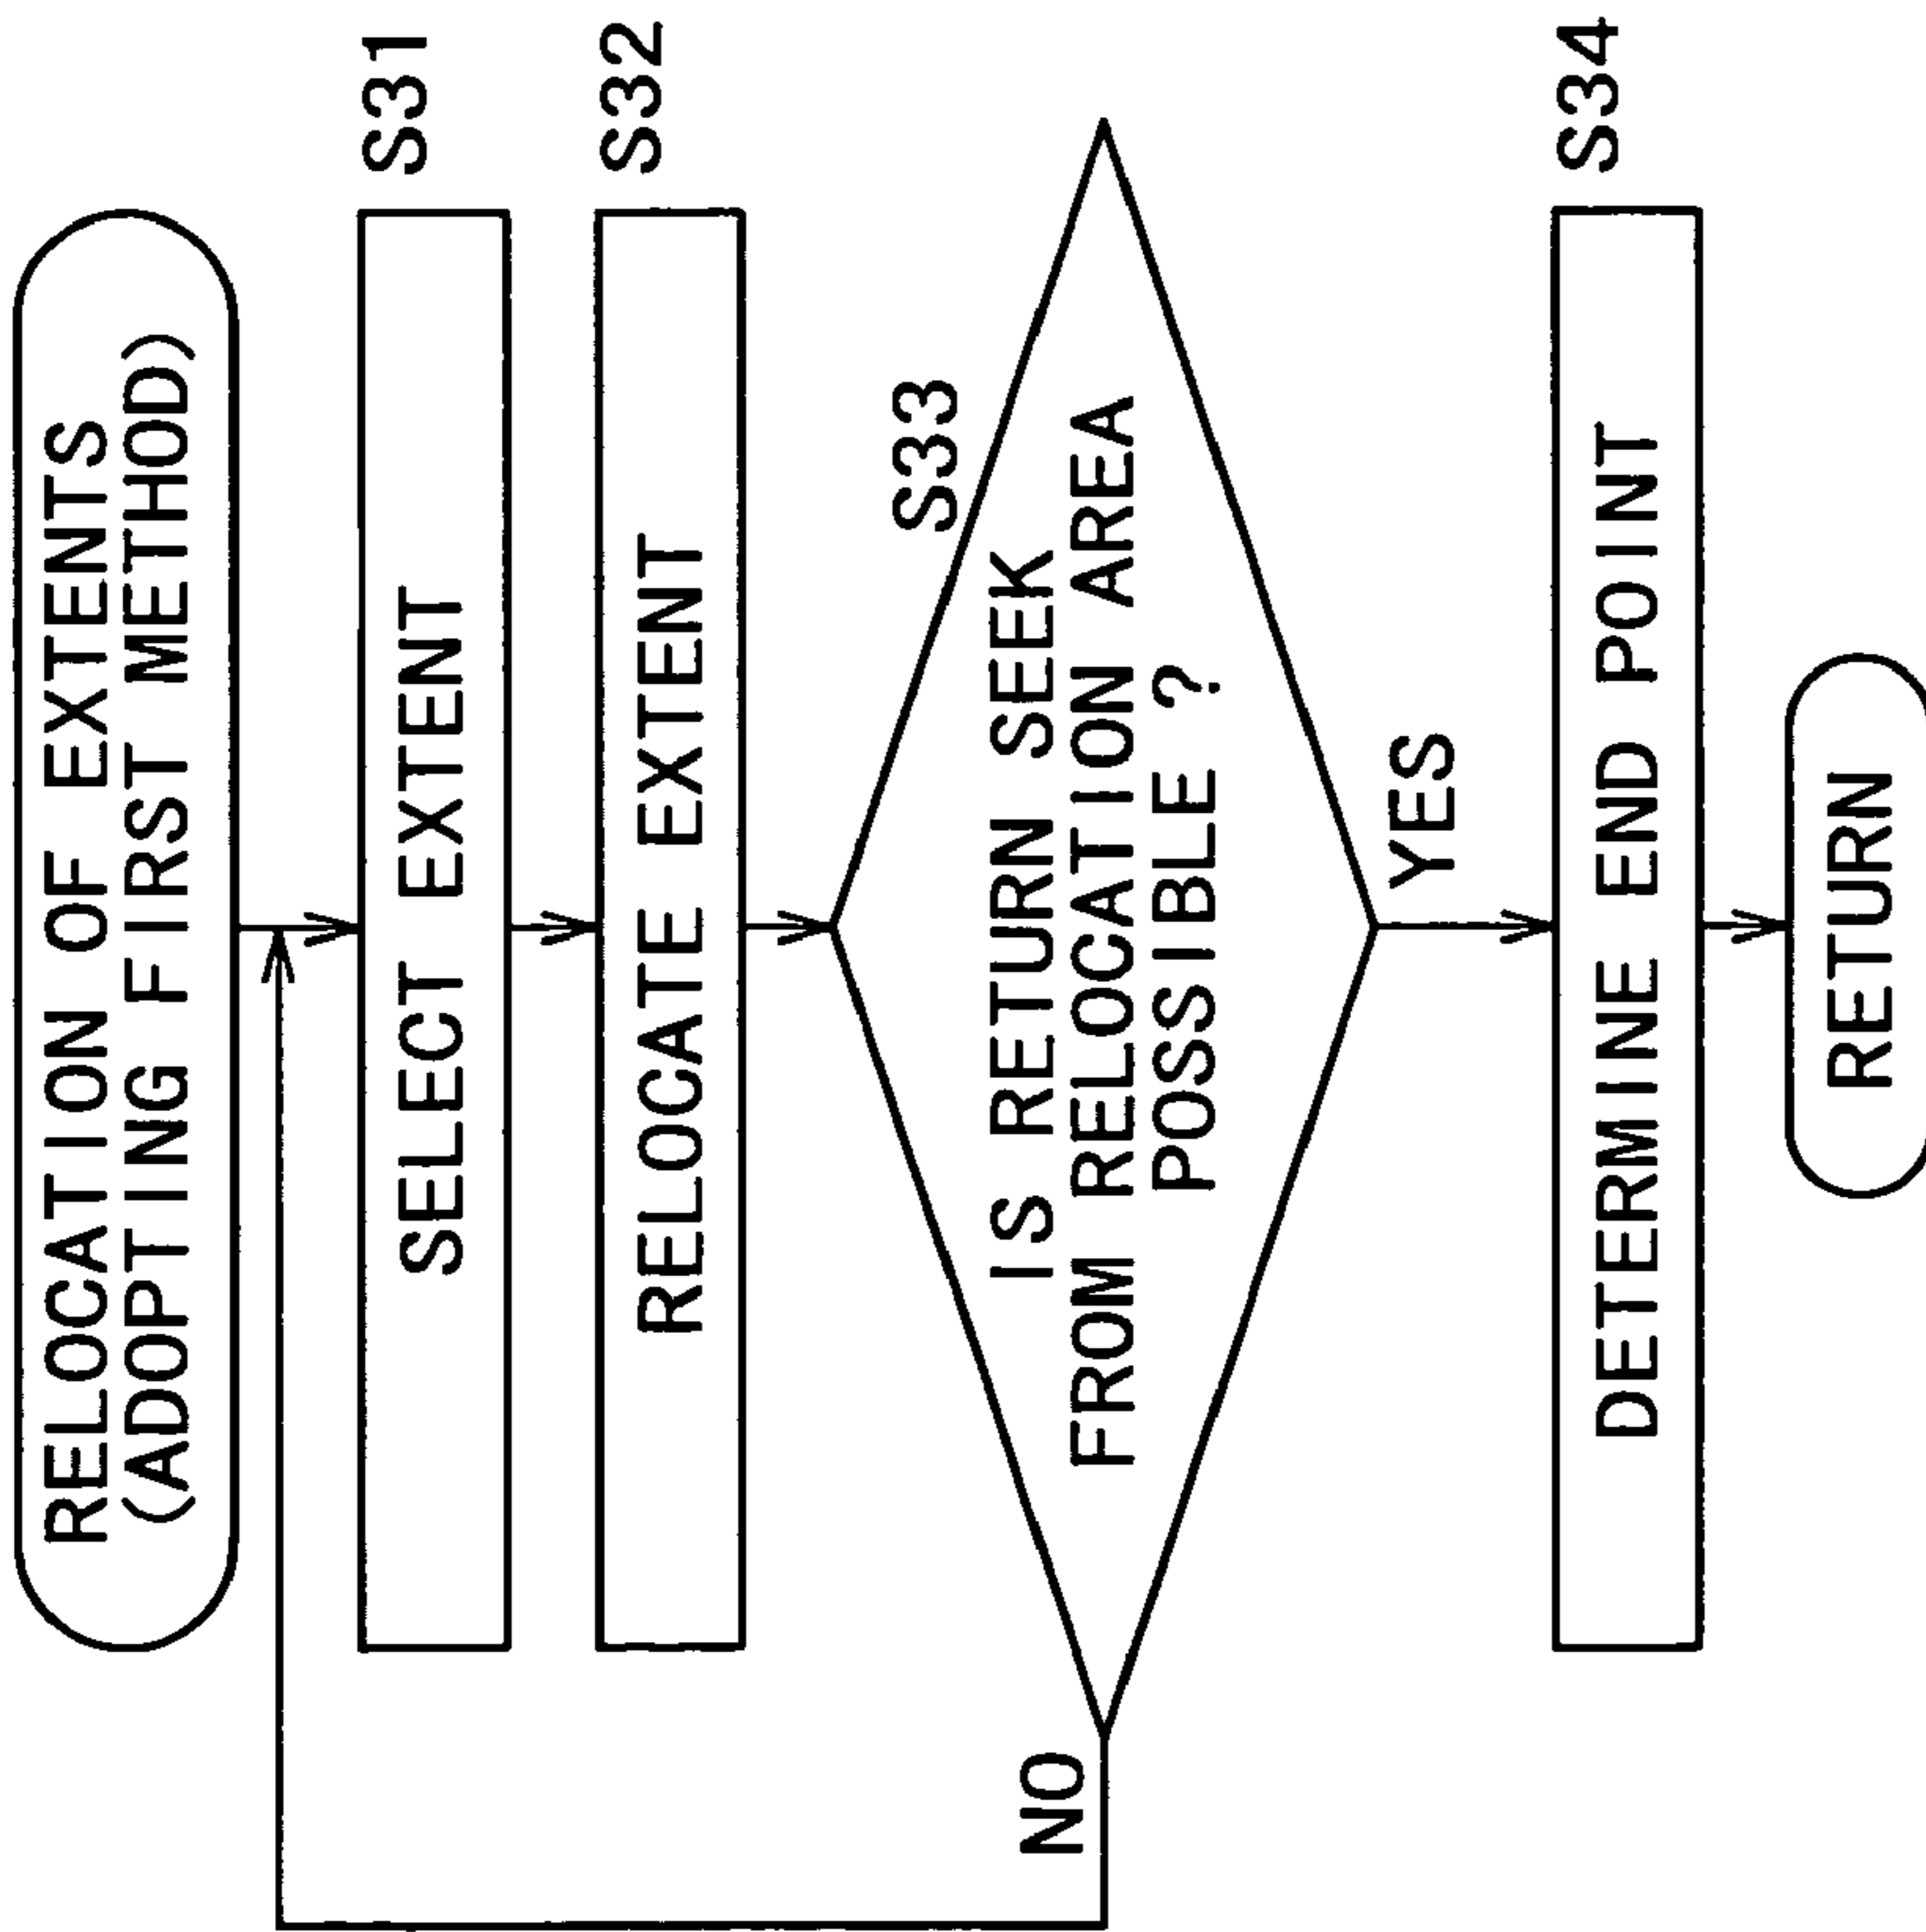 RELOCATION OF EXTENTS
(ADOPTING FIRST METHOD)
S31
SELECT EXTENT
S32
RELOCATE EXTENT
S33
IS RETURN SEEK
FROM RELOCATION AREA
POSSIBLE ?
NO
YES
S34
DETERMINE END POINT
RETURN